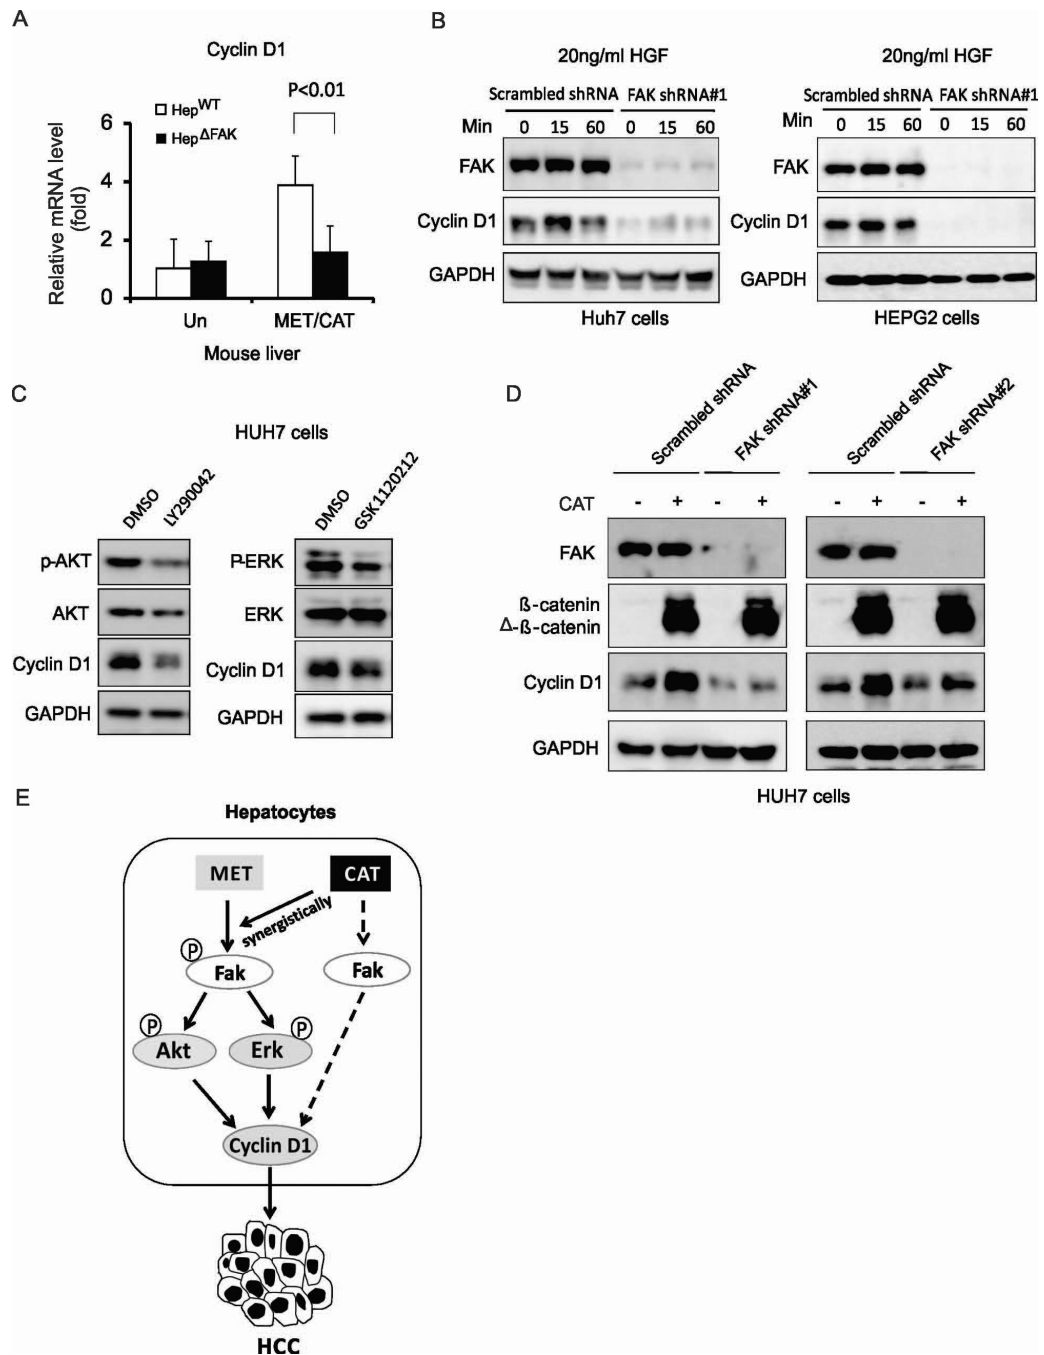 A
Cyclin D1
P<0.01
Hep^WT
Hep^ΔFAK
6
4
2
0
Relative mRNA level
(fold)
Un
MET/CAT
Mouse liver
B
20ng/ml HGF
Scrambled shRNA FAK shRNA#1
Min 0 15 60 0 15 60
FAK
Cyclin D1
GAPDH
Huh7 cells
20ng/ml HGF
Scrambled shRNA FAK shRNA#1
Min 0 15 60 0 15 60
FAK
Cyclin D1
GAPDH
HEPG2 cells
C
HUH7 cells
DMSO
LY290042
p-AKT
AKT
Cyclin D1
GAPDH
DMSO
GSK1120212
P-ERK
ERK
Cyclin D1
GAPDH
D
Scrambled shRNA
FAK shRNA#1
Scrambled shRNA
FAK shRNA#2
CAT - + - + - + - +
FAK
ß-catenin
Δ-ß-catenin
Cyclin D1
GAPDH
HUH7 cells
E
Hepatocytes
MET
CAT
synergistically
P
Fak
Fak
P
Akt
P
Erk
Cyclin D1
HCC